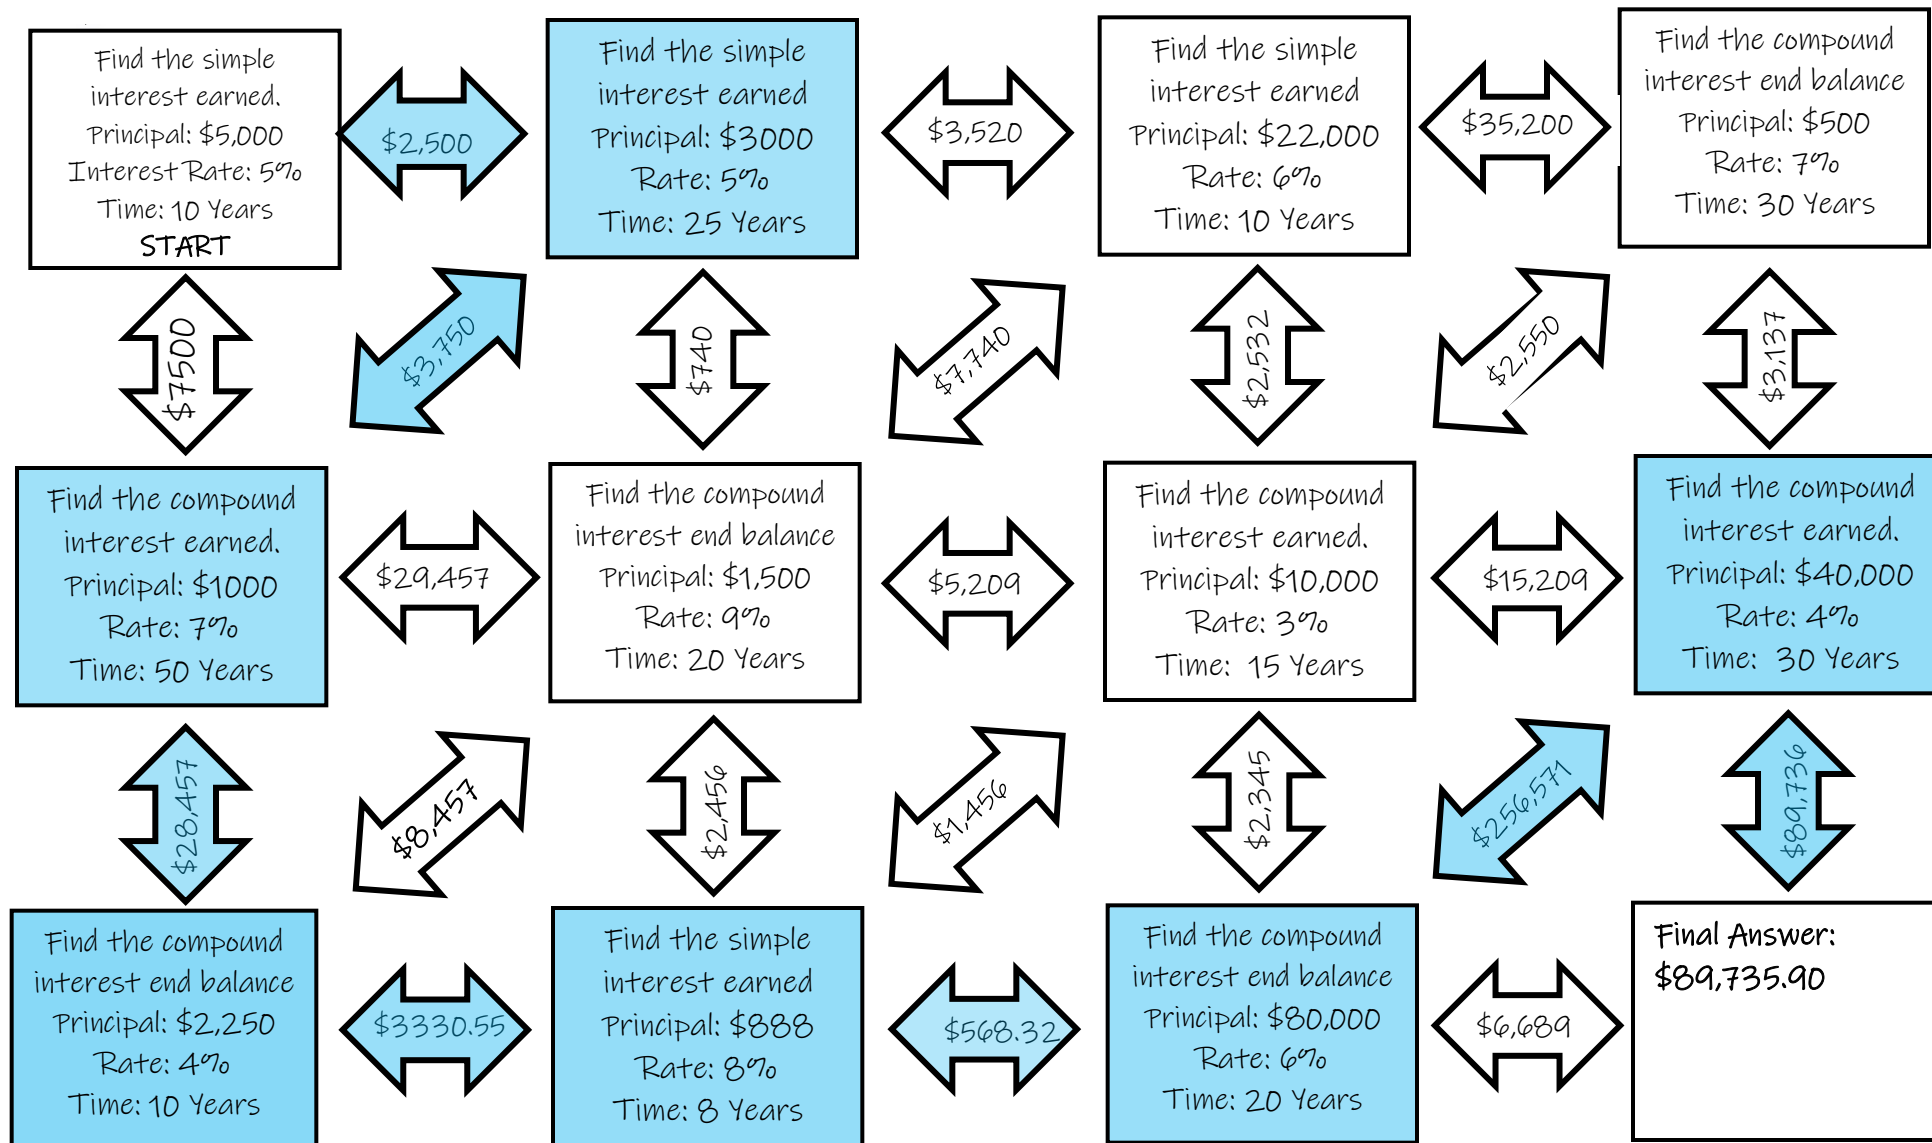 Find the simple
interest earned.
Principal: $5,000
Interest Rate: 5%
Time: 10 Years
START
$2,500
Find the simple
interest earned
Principal: $3000
Rate: 5%
Time: 25 Years
$3,520
Find the simple
interest earned
Principal: $22,000
Rate: 6%
Time: 10 Years
$35,200
Find the compound
interest end balance
Principal: $500
Rate: 7%
Time: 30 Years
$7500
$3,750
$740
$7,740
$2,532
$2,550
$3,137
Find the compound
interest earned.
Principal: $1000
Rate: 7%
Time: 50 Years
$29,457
Find the compound
interest end balance
Principal: $1,500
Rate: 9%
Time: 20 Years
$5,209
Find the compound
interest earned.
Principal: $10,000
Rate: 3%
Time: 15 Years
$15,209
Find the compound
interest earned.
Principal: $40,000
Rate: 4%
Time: 30 Years
$28,457
$8,457
$2,456
$1,456
$2,345
$256,571
$89,736
Find the compound
interest end balance
Principal: $2,250
Rate: 4%
Time: 10 Years
$3330.55
Find the simple
interest earned
Principal: $888
Rate: 8%
Time: 8 Years
$568.32
Find the compound
interest end balance
Principal: $80,000
Rate: 6%
Time: 20 Years
$6,689
Final Answer:
$89,735.90